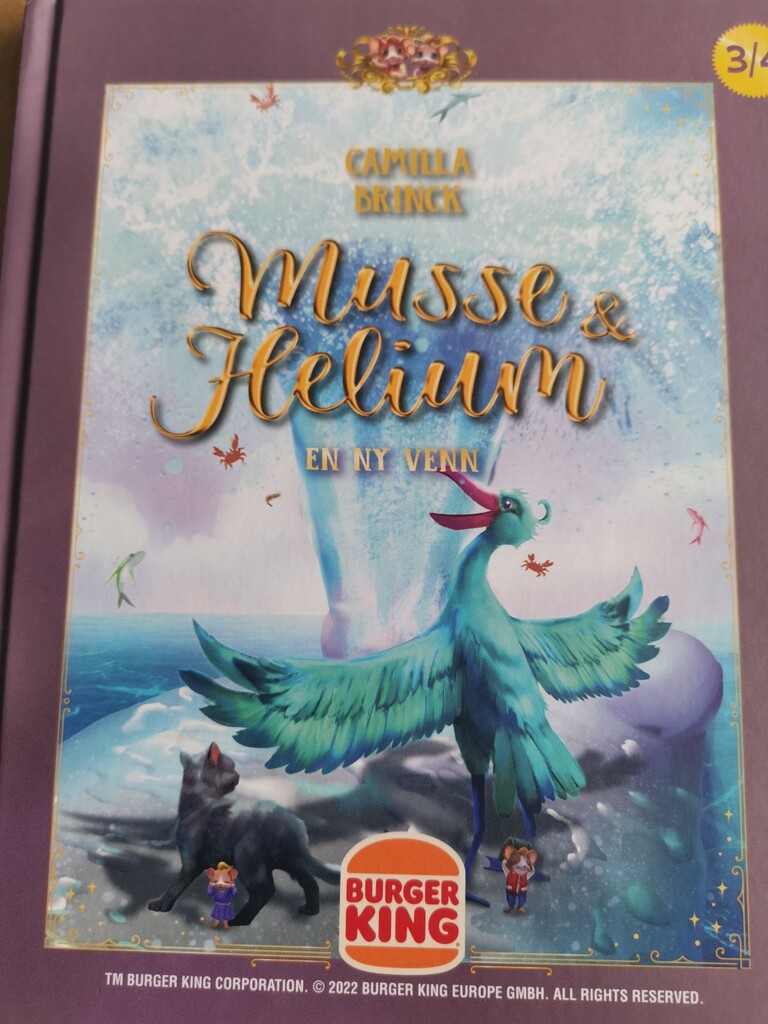 3/4
CAMILLA
BRINCK
Musse &
Helium
EN NY VENN
BURGER
KING
TM BURGER KING CORPORATION. © 2022 BURGER KING EUROPE GMBH. ALL RIGHTS RESERVED.